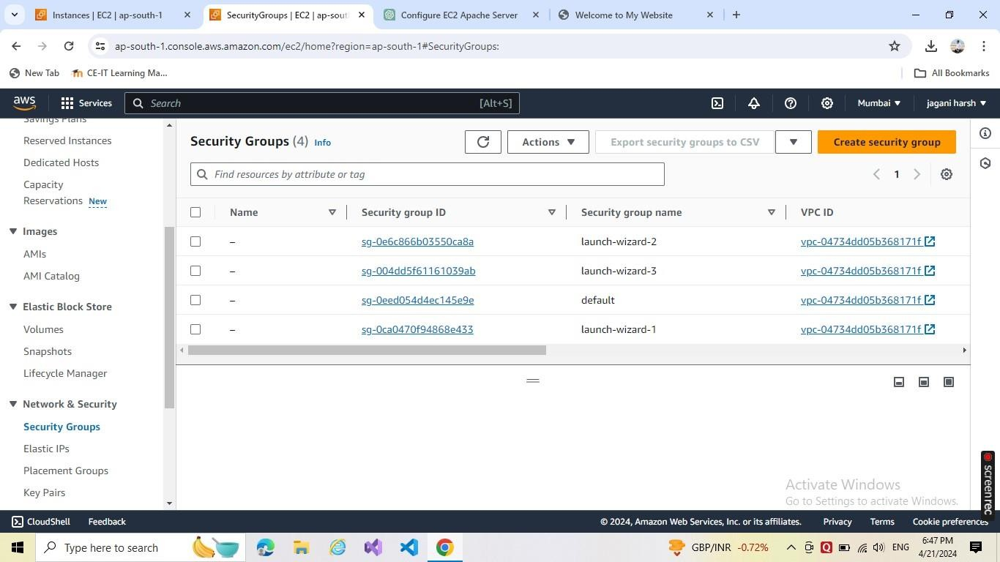 Instances | EC2 | ap-south-1
SecurityGroups | EC2 | ap-sout
Configure EC2 Apache Server
Welcome to My Website
ap-south-1.console.aws.amazon.com/ec2/home?region=ap-south-1#SecurityGroups:
New Tab
CE-IT Learning Ma...
All Bookmarks
aws
Services
Search
[Alt+S]
Mumbai
jagani harsh
Savings Plans
Reserved Instances
Dedicated Hosts
Capacity
Reservations New
Images
AMIs
AMI Catalog
Elastic Block Store
Volumes
Snapshots
Lifecycle Manager
Network & Security
Security Groups
Elastic IPs
Placement Groups
Key Pairs
Security Groups (4) Info
Actions
Export security groups to CSV
Create security group
Find resources by attribute or tag
1
Name Security group ID Security group name VPC ID
– sg-0e6c866b03550ca8a launch-wizard-2 vpc-04734dd05b368171f
– sg-004dd5f61161039ab launch-wizard-3 vpc-04734dd05b368171f
– sg-0eed054d4ec145e9e default vpc-04734dd05b368171f
– sg-0ca0470f94868e433 launch-wizard-1 vpc-04734dd05b368171f
Activate Windows
Go to Settings to activate Windows.
screen rec
CloudShell
Feedback
© 2024, Amazon Web Services, Inc. or its affiliates.
Privacy
Terms
Cookie preferences
Type here to search
GBP/INR -0.72%
ENG
6:47 PM
4/21/2024